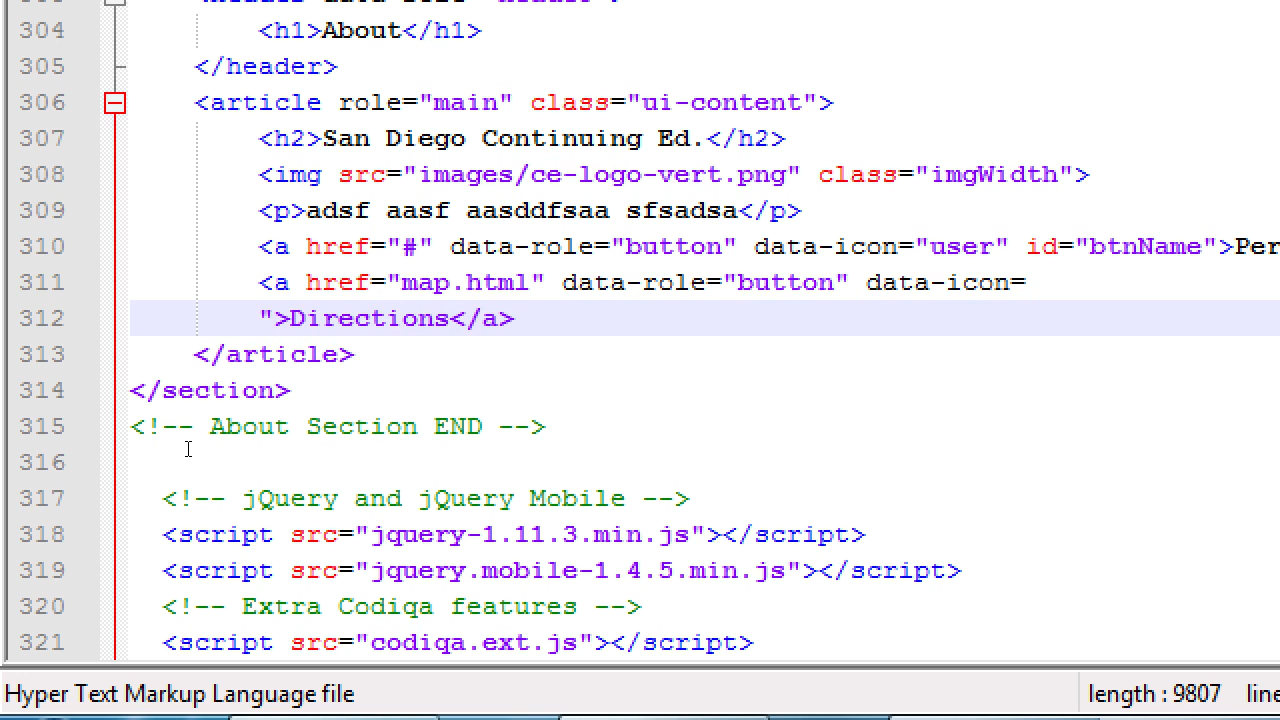 304 <h1>About</h1>
305 </header>
306 <article role="main" class="ui-content">
307 <h2>San Diego Continuing Ed.</h2>
308 <img src="images/ce-logo-vert.png" class="imgWidth">
309 <p>adsf aasf aasddfsaa sfsadsa</p>
310 <a href="#" data-role="button" data-icon="user" id="btnName">Per
311 <a href="map.html" data-role="button" data-icon=
312 ">Directions</a>
313 </article>
314 </section>
315 <!-- About Section END -->
316
317 <!-- jQuery and jQuery Mobile -->
318 <script src="jquery-1.11.3.min.js"></script>
319 <script src="jquery.mobile-1.4.5.min.js"></script>
320 <!-- Extra Codiqa features -->
321 <script src="codiqa.ext.js"></script>
Hyper Text Markup Language file length : 9807 line